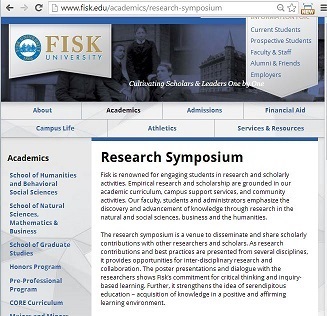 www.fisk.edu/academics/research-symposium
NEW
INFORMATION FOR:
Current Students
Prospective Students
Faculty & Staff
Alumni & Friends
Employers
FISK
UNIVERSITY
Cultivating Scholars & Leaders One by One
About Academics Admissions Financial Aid
Campus Life Athletics Services & Resources
Academics
School of Humanities
and Behavioral
Social Sciences
School of Natural
Sciences,
Mathematics &
Business
School of Graduate
Studies
Honors Program
Pre-Professional
Program
CORE Curriculum
Majors and Minors
Research Symposium
Fisk is renowned for engaging students in research and scholarly
activities. Empirical research and scholarship are grounded in our
academic curriculum, campus support services, and community
activities. Our faculty, students and administrators emphasize the
discovery and advancement of knowledge through research in the
natural and social sciences, business and the humanities.
The research symposium is a venue to disseminate and share scholarly
contributions with other researchers and scholars. As research
contributions and best practices are presented from several disciplines,
it provides opportunities for inter-disciplinary research and
collaboration. The poster presentations and dialogue with the
researchers shows Fisk's commitment for critical thinking and inquiry-
based learning. Further, it strengthens the idea of serendipitous
education – acquisition of knowledge in a positive and affirming
learning environment.